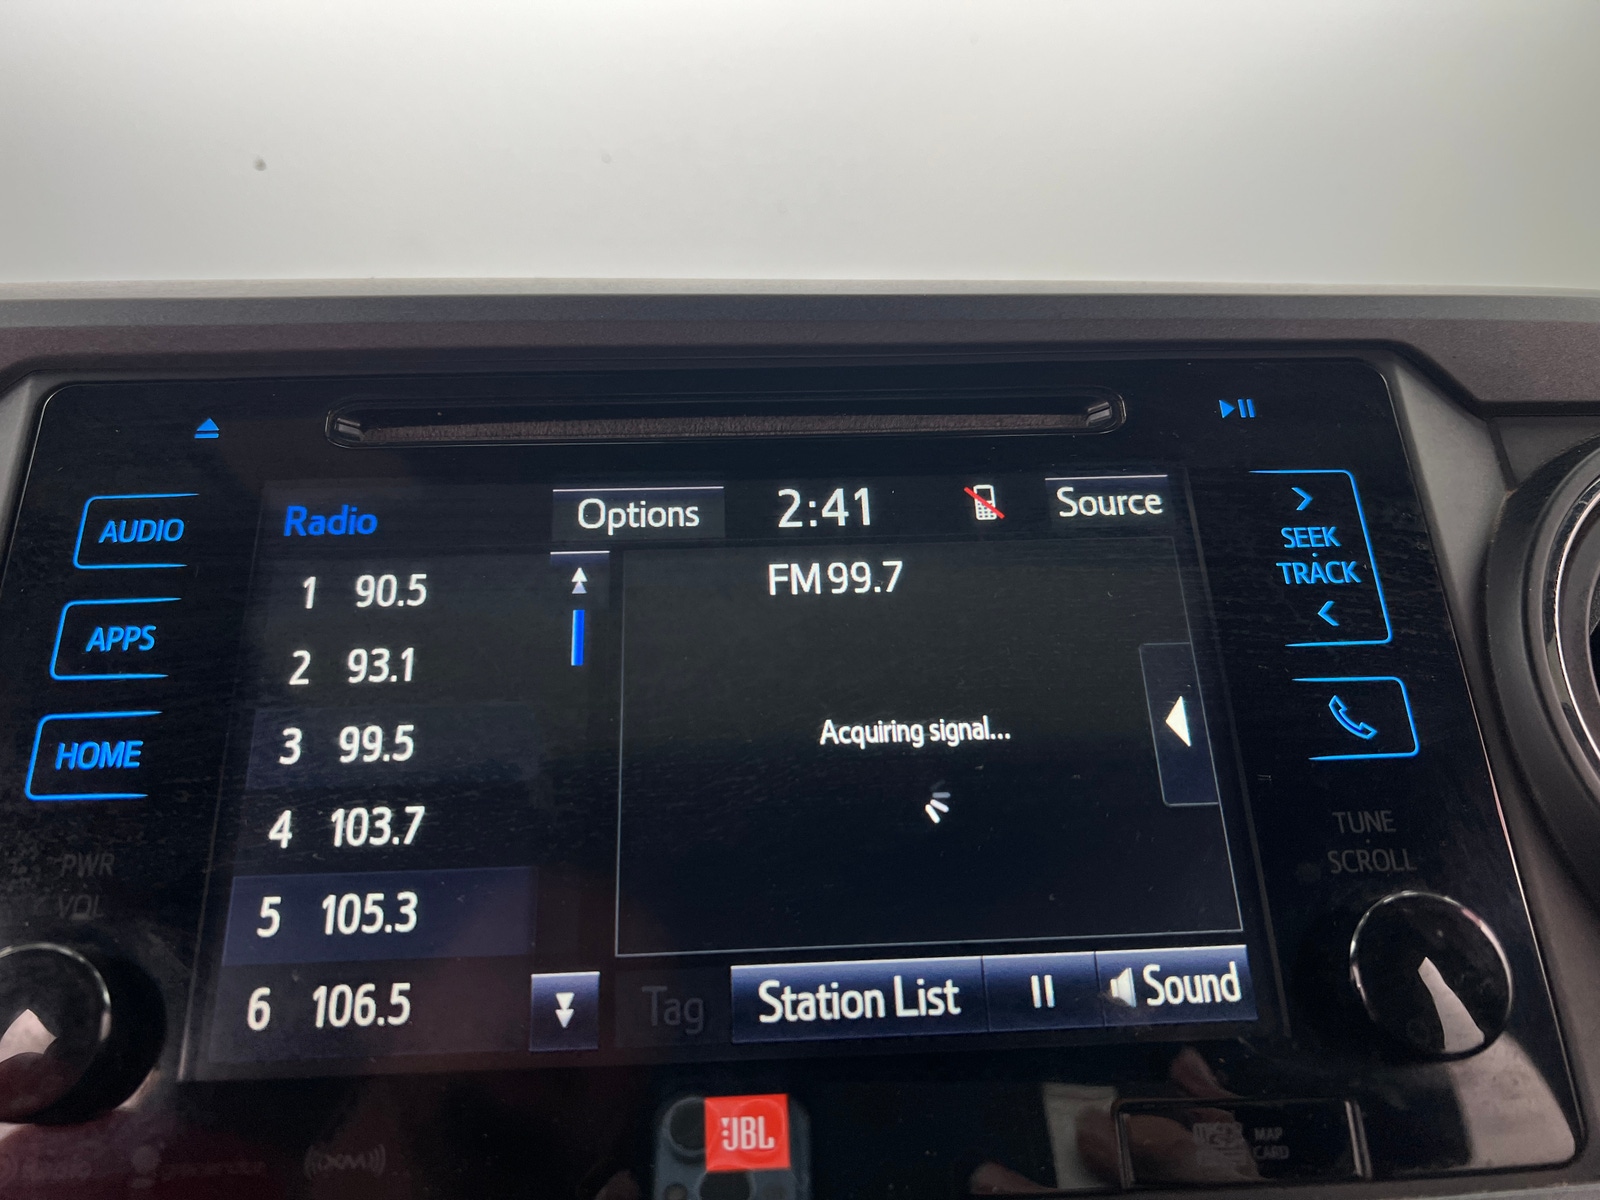 AUDIO
APPS
HOME
PWR
VOL
Radio
Options
2:41
Source
1 90.5
2 93.1
3 99.5
4 103.7
5 105.3
6 106.5
FM 99.7
Acquiring signal...
Tag
Station List
Sound
SEEK
TRACK
TUNE
SCROLL
JBL
MAP
CARD